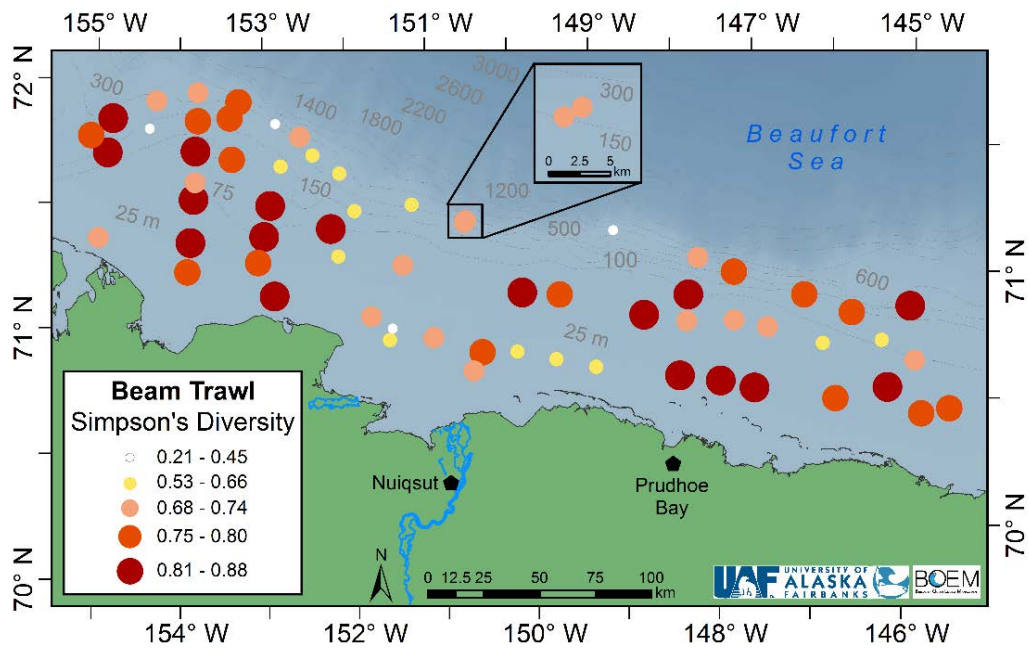 155° W 153° W 151° W 149° W 147° W 145° W
72° N
71° N
70° N
71° N
70° N
154° W 152° W 150° W 148° W 146° W
300
1400
1800
2200
2600
3000
75
150
25 m
1200
500
100
600
25 m
300
150
0 2.5 5
km
Beaufort
Sea
Nuiqsut
Prudhoe
Bay
Beam Trawl
Simpson's Diversity
0.21 - 0.45
0.53 - 0.66
0.68 - 0.74
0.75 - 0.80
0.81 - 0.88
N
0 12.5 25 50 75 100
km
UAF UNIVERSITY OF
ALASKA
FAIRBANKS
BOEM